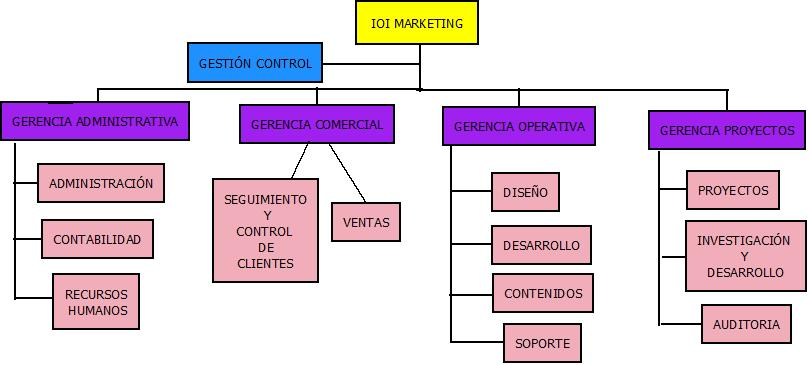 IOI MARKETING
GESTIÓN CONTROL
GERENCIA ADMINISTRATIVA
ADMINISTRACIÓN
CONTABILIDAD
RECURSOS
HUMANOS
GERENCIA COMERCIAL
SEGUIMIENTO
Y
CONTROL
DE
CLIENTES
VENTAS
GERENCIA OPERATIVA
DISEÑO
DESARROLLO
CONTENIDOS
SOPORTE
GERENCIA PROYECTOS
PROYECTOS
INVESTIGACIÓN
Y
DESARROLLO
AUDITORIA